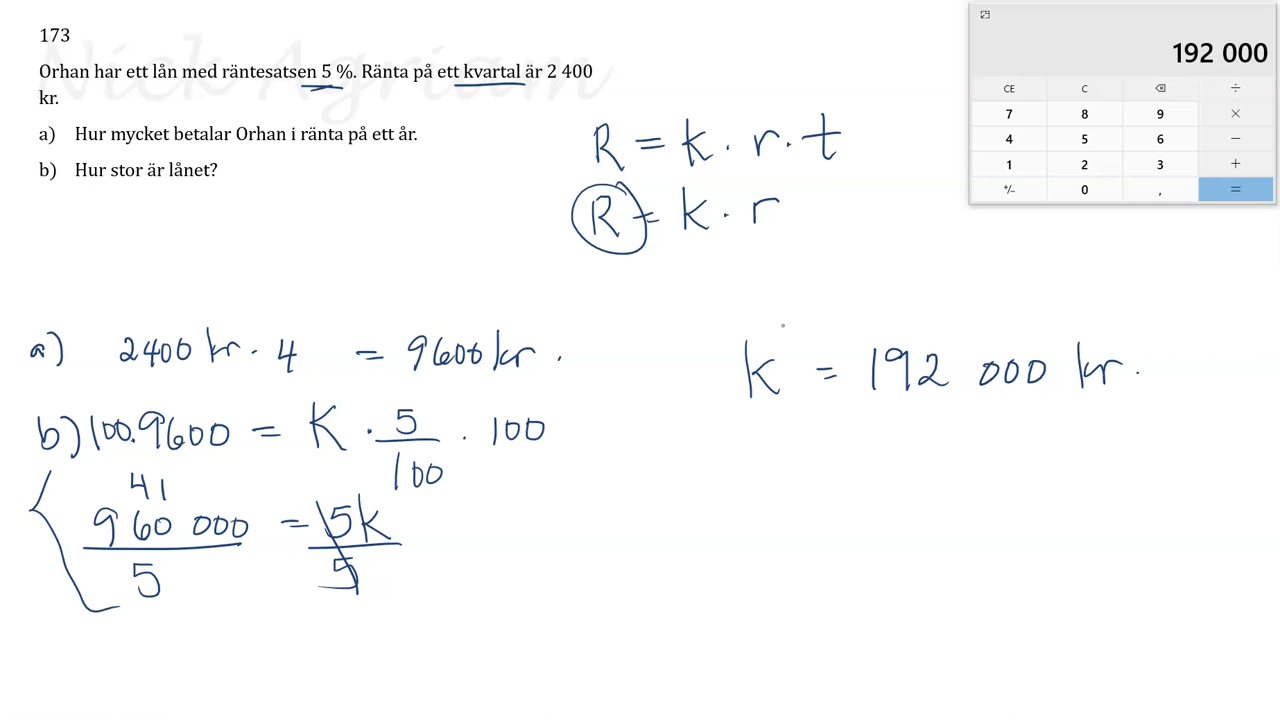 173
Nick Agriam
Orhan har ett lån med räntesatsen 5 %. Ränta på ett kvartal är 2 400
kr.
a) Hur mycket betalar Orhan i ränta på ett år.
b) Hur stor är lånet?
R = k · r · t
R = k · r
a) 2400 kr · 4 = 9600 kr .
b) 100.9600 = K · 5/100 · 100
41
960 000 / 5 = 5k / 5
k = 192 000 kr.
192 000
CE C ⌫ ÷
7 8 9 ×
4 5 6 −
1 2 3 +
+/- 0 , =